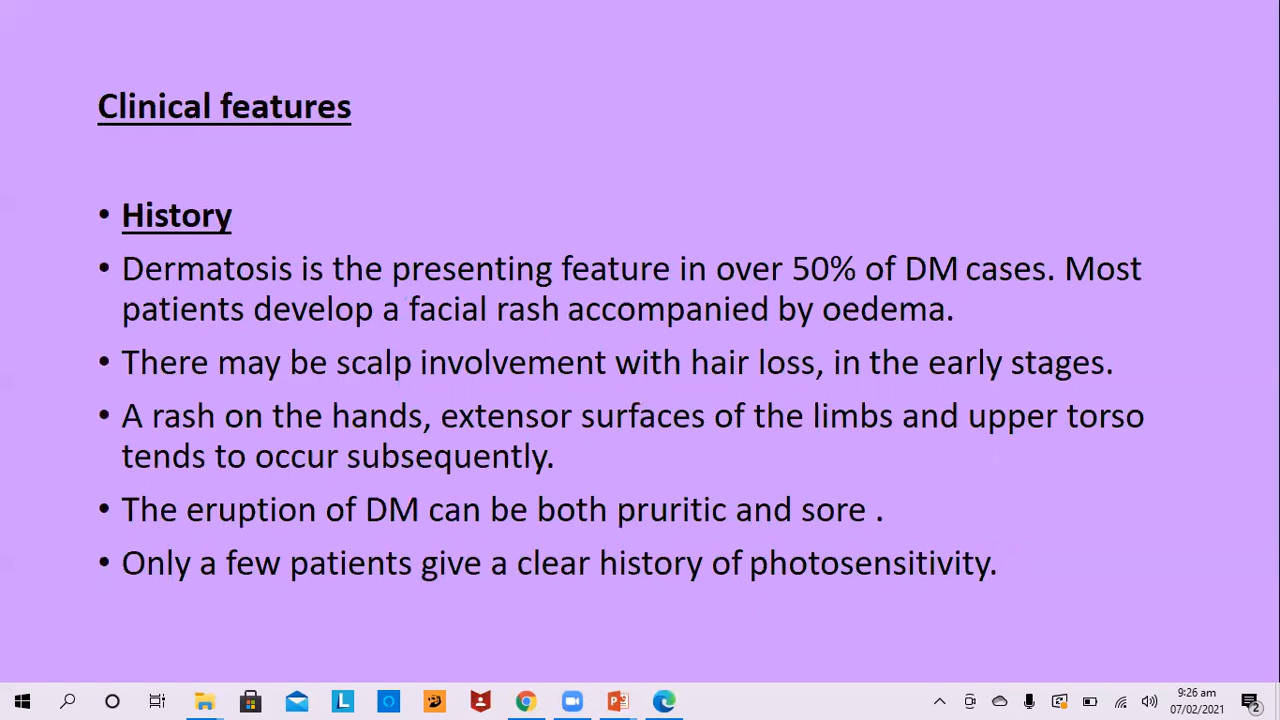 Clinical features
• History
• Dermatosis is the presenting feature in over 50% of DM cases. Most
patients develop a facial rash accompanied by oedema.
• There may be scalp involvement with hair loss, in the early stages.
• A rash on the hands, extensor surfaces of the limbs and upper torso
tends to occur subsequently.
• The eruption of DM can be both pruritic and sore .
• Only a few patients give a clear history of photosensitivity.
L
9:26 am
07/02/2021
2